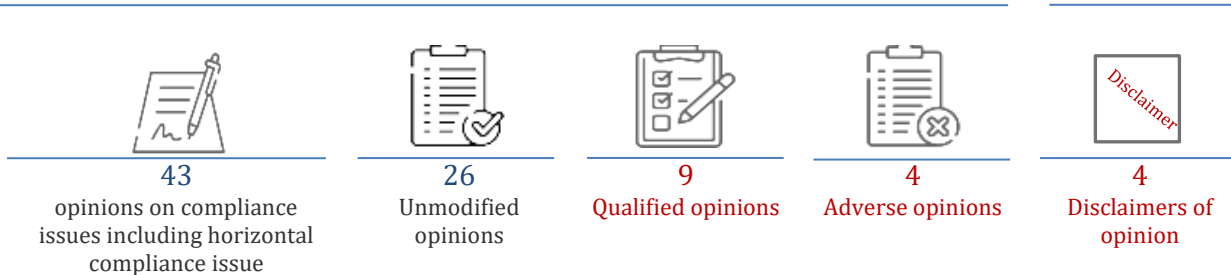 Disclaimer
43
opinions on compliance
issues including horizontal
compliance issue
26
Unmodified
opinions
9
Qualified opinions
4
Adverse opinions
4
Disclaimers of
opinion